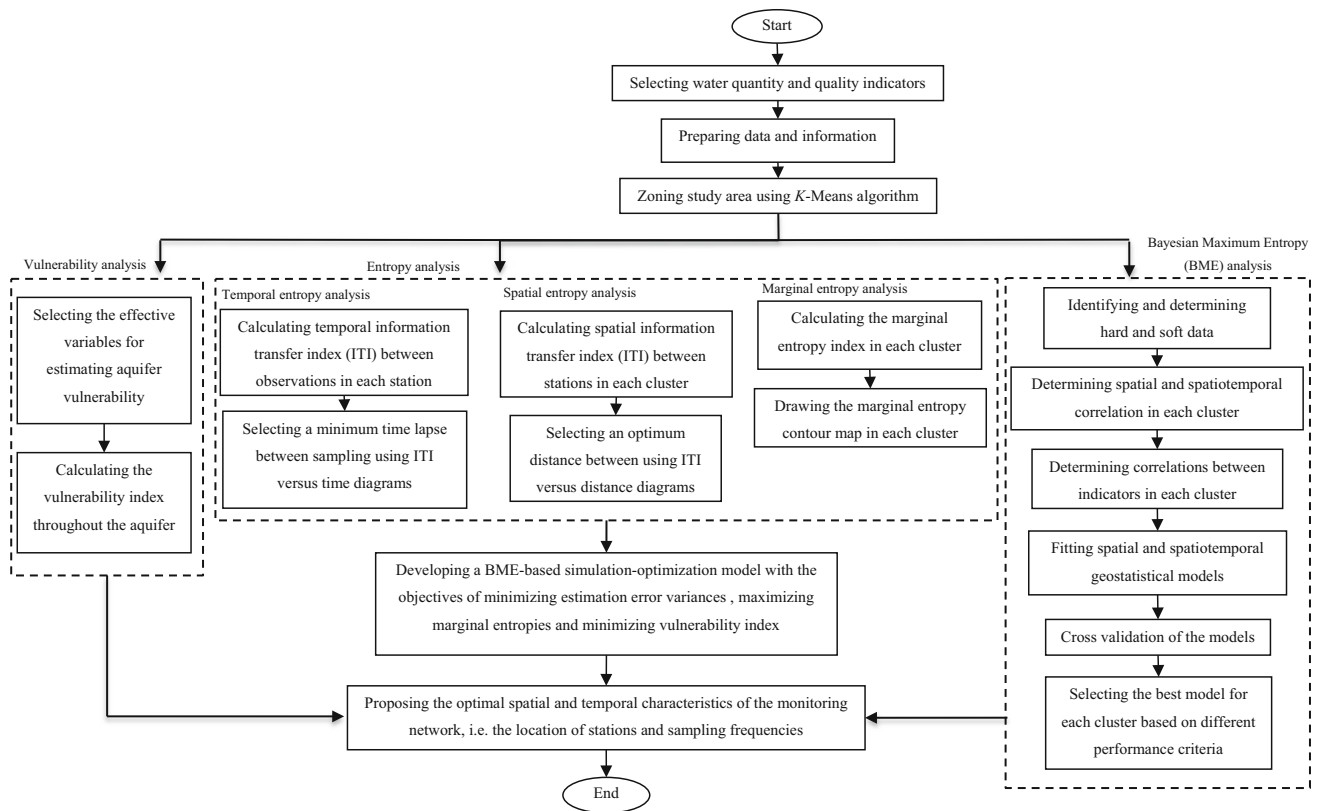 Start
Selecting water quantity and quality indicators
Preparing data and information
Zoning study area using K-Means algorithm
Vulnerability analysis
Selecting the effective
variables for
estimating aquifer
vulnerability
Calculating the
vulnerability index
throughout the aquifer
Entropy analysis
Temporal entropy analysis
Calculating temporal information
transfer index (ITI) between
observations in each station
Selecting a minimum time lapse
between sampling using ITI
versus time diagrams
Spatial entropy analysis
Calculating spatial information
transfer index (ITI) between
stations in each cluster
Selecting an optimum
distance between using ITI
versus distance diagrams
Marginal entropy analysis
Calculating the marginal
entropy index in each cluster
Drawing the marginal entropy
contour map in each cluster
Bayesian Maximum Entropy
(BME) analysis
Identifying and determining
hard and soft data
Determining spatial and spatiotemporal
correlation in each cluster
Determining correlations between
indicators in each cluster
Fitting spatial and spatiotemporal
geostatistical models
Cross validation of the models
Selecting the best model for
each cluster based on different
performance criteria
Developing a BME-based simulation-optimization model with the
objectives of minimizing estimation error variances , maximizing
marginal entropies and minimizing vulnerability index
Proposing the optimal spatial and temporal characteristics of the monitoring
network, i.e. the location of stations and sampling frequencies
End